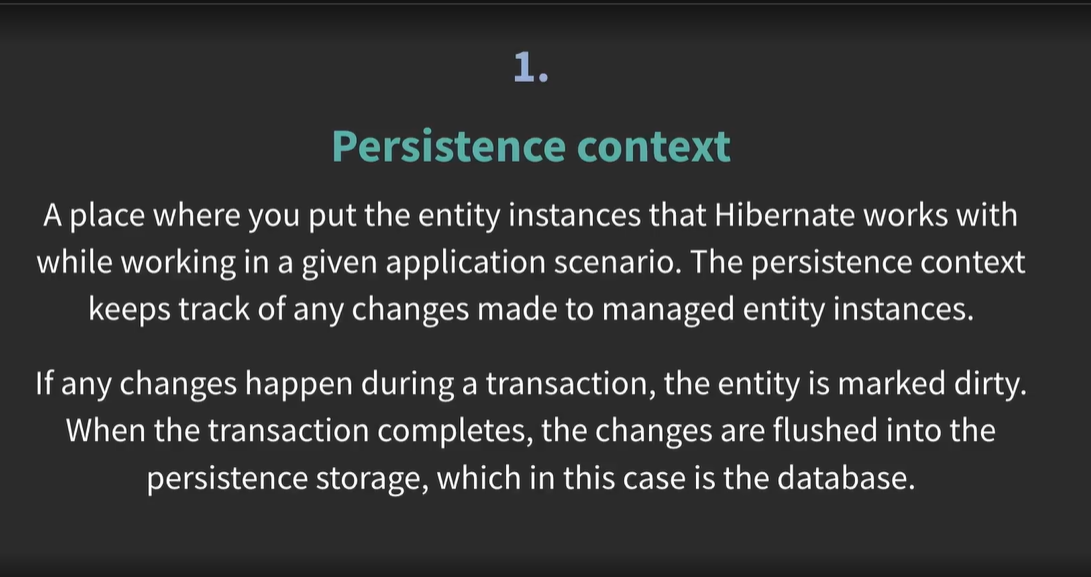 1.
Persistence context
A place where you put the entity instances that Hibernate works with
while working in a given application scenario. The persistence context
keeps track of any changes made to managed entity instances.
If any changes happen during a transaction, the entity is marked dirty.
When the transaction completes, the changes are flushed into the
persistence storage, which in this case is the database.